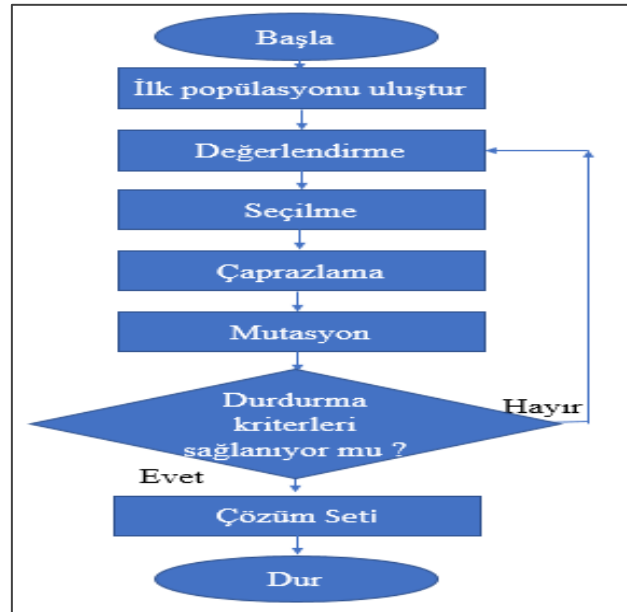 Başla
İlk popülasyonu uluştur
Değerlendirme
Seçilme
Çaprazlama
Mutasyon
Durdurma
kriterleri
sağlanıyor mu ?
Hayır
Evet
Çözüm Seti
Dur